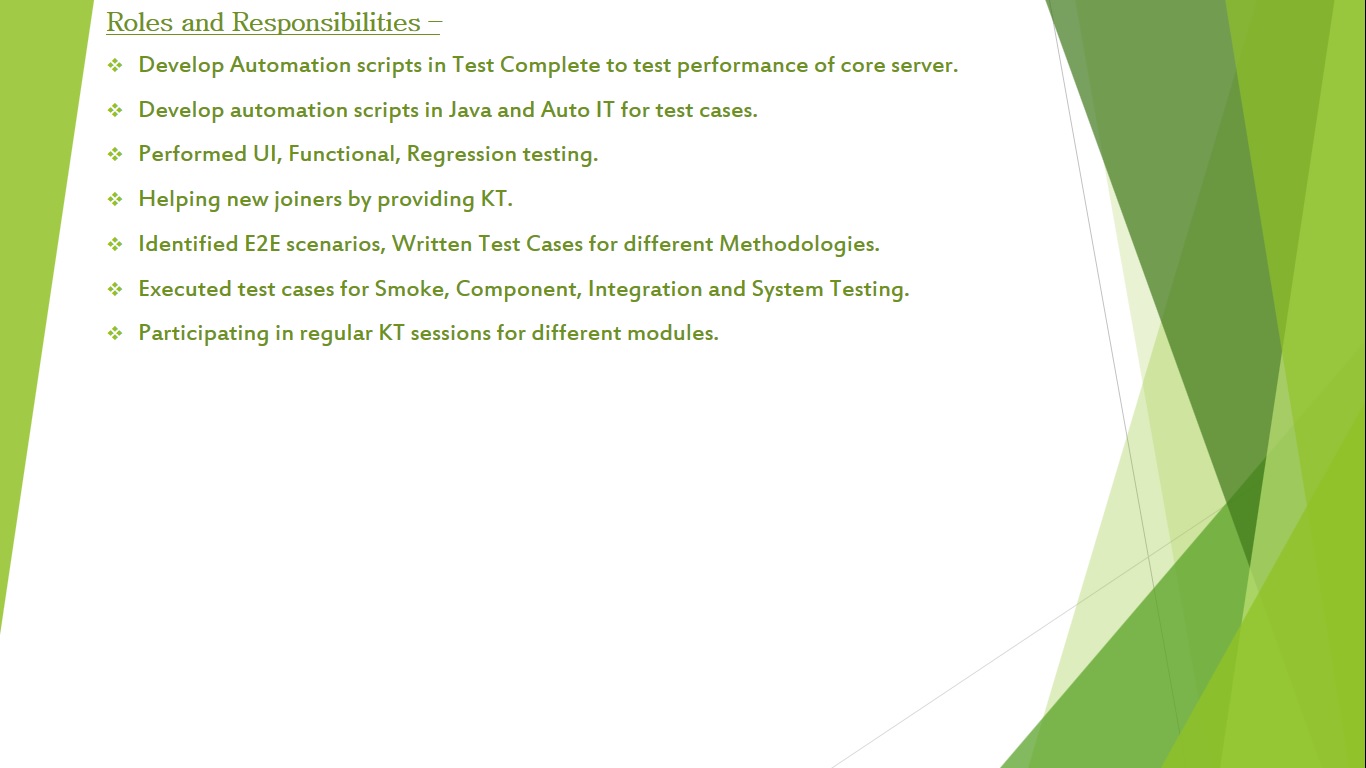 Roles and Responsibilities –
❖ Develop Automation scripts in Test Complete to test performance of core server.
❖ Develop automation scripts in Java and Auto IT for test cases.
❖ Performed UI, Functional, Regression testing.
❖ Helping new joiners by providing KT.
❖ Identified E2E scenarios, Written Test Cases for different Methodologies.
❖ Executed test cases for Smoke, Component, Integration and System Testing.
❖ Participating in regular KT sessions for different modules.